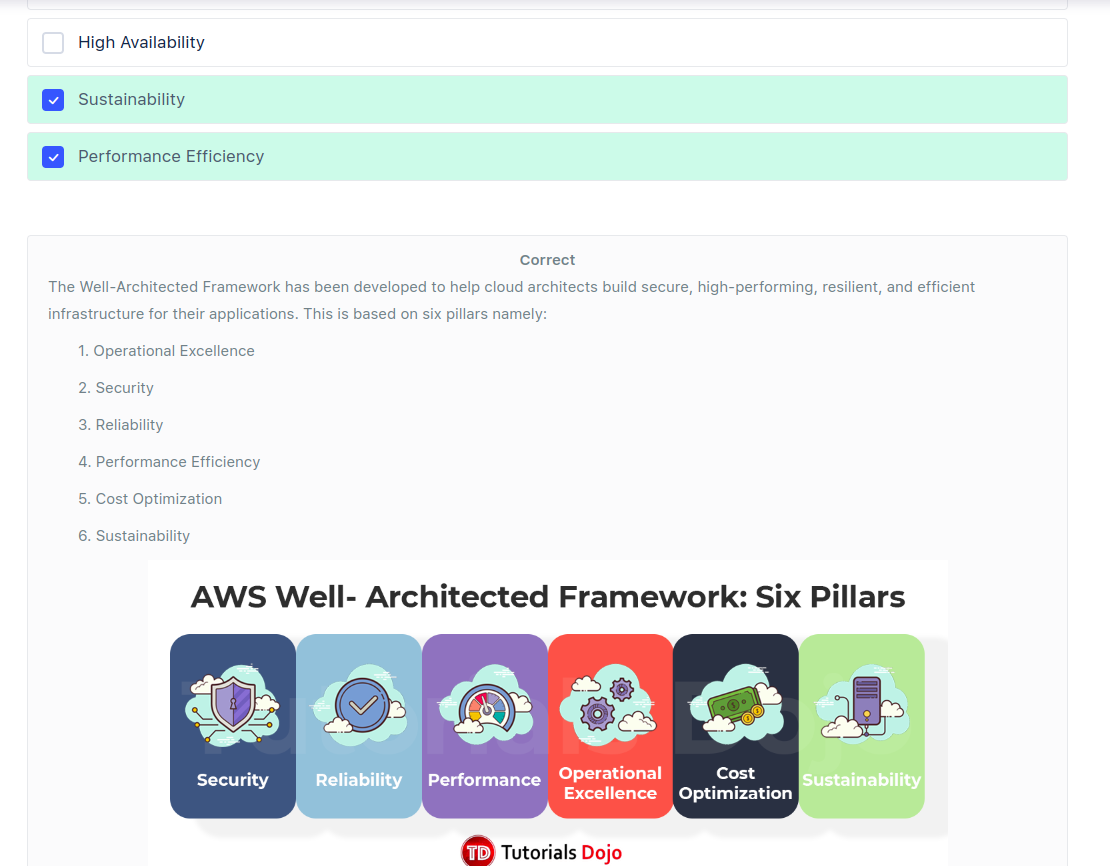 High Availability
Sustainability
Performance Efficiency
Correct
The Well-Architected Framework has been developed to help cloud architects build secure, high-performing, resilient, and efficient
infrastructure for their applications. This is based on six pillars namely:
1. Operational Excellence
2. Security
3. Reliability
4. Performance Efficiency
5. Cost Optimization
6. Sustainability
AWS Well- Architected Framework: Six Pillars
Tutorials Dojo
Security
Reliability
Performance
Operational
Excellence
Cost
Optimization
Sustainability
TD Tutorials Dojo